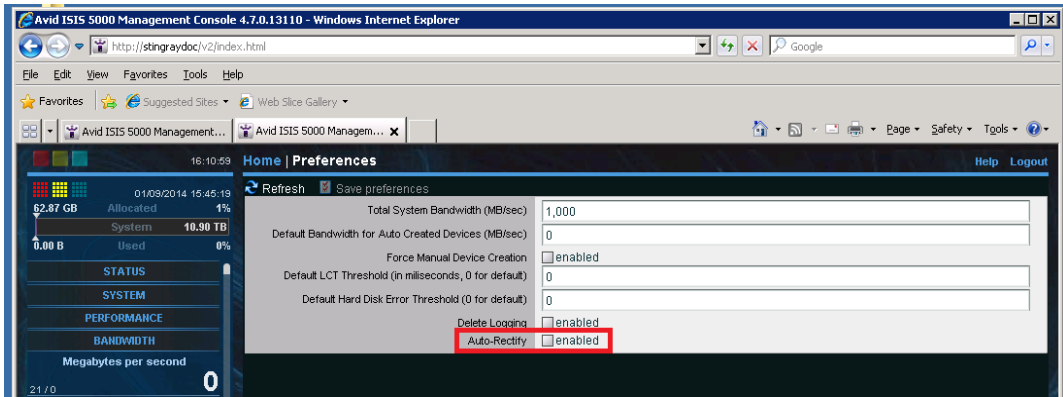 Avid ISIS 5000 Management Console 4.7.0.13110 - Windows Internet Explorer
http://stingraydoc/v2/index.html
Google
File Edit View Favorites Tools Help
Favorites Suggested Sites Web Slice Gallery
Avid ISIS 5000 Management... Avid ISIS 5000 Managem... Page Safety Tools
16:10:59 Home | Preferences Help Logout
01/09/2014 15:45:19 Refresh Save preferences
62.87 GB Allocated 1%
System 10.90 TB
0.00 B Used 0%
STATUS
SYSTEM
PERFORMANCE
BANDWIDTH
Megabytes per second
0
21 / 0
Total System Bandwidth (MB/sec) 1,000
Default Bandwidth for Auto Created Devices (MB/sec) 0
Force Manual Device Creation enabled
Default LCT Threshold (in miliseconds, 0 for default) 0
Default Hard Disk Error Threshold (0 for default) 0
Delete Logging enabled
Auto-Rectify enabled